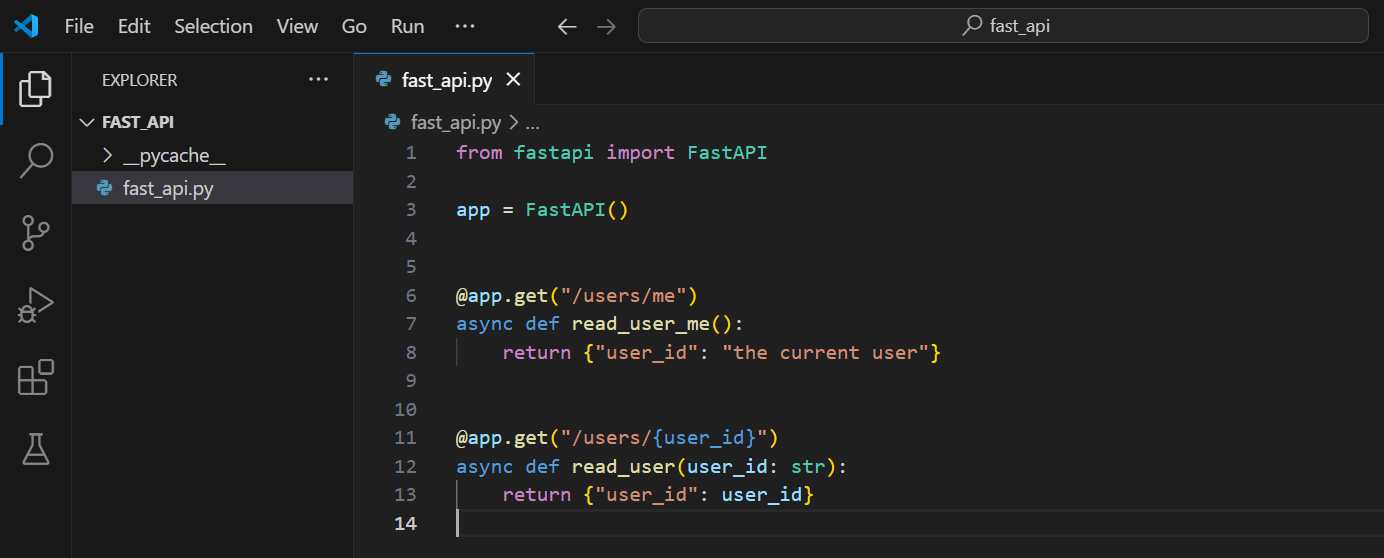 File Edit Selection View Go Run ··· ← → fast_api
EXPLORER ···
FAST_API
__pycache__
fast_api.py
fast_api.py ×
fast_api.py > ...
1 from fastapi import FastAPI
2
3 app = FastAPI()
4
5
6 @app.get("/users/me")
7 async def read_user_me():
8     return {"user_id": "the current user"}
9
10
11 @app.get("/users/{user_id}")
12 async def read_user(user_id: str):
13     return {"user_id": user_id}
14